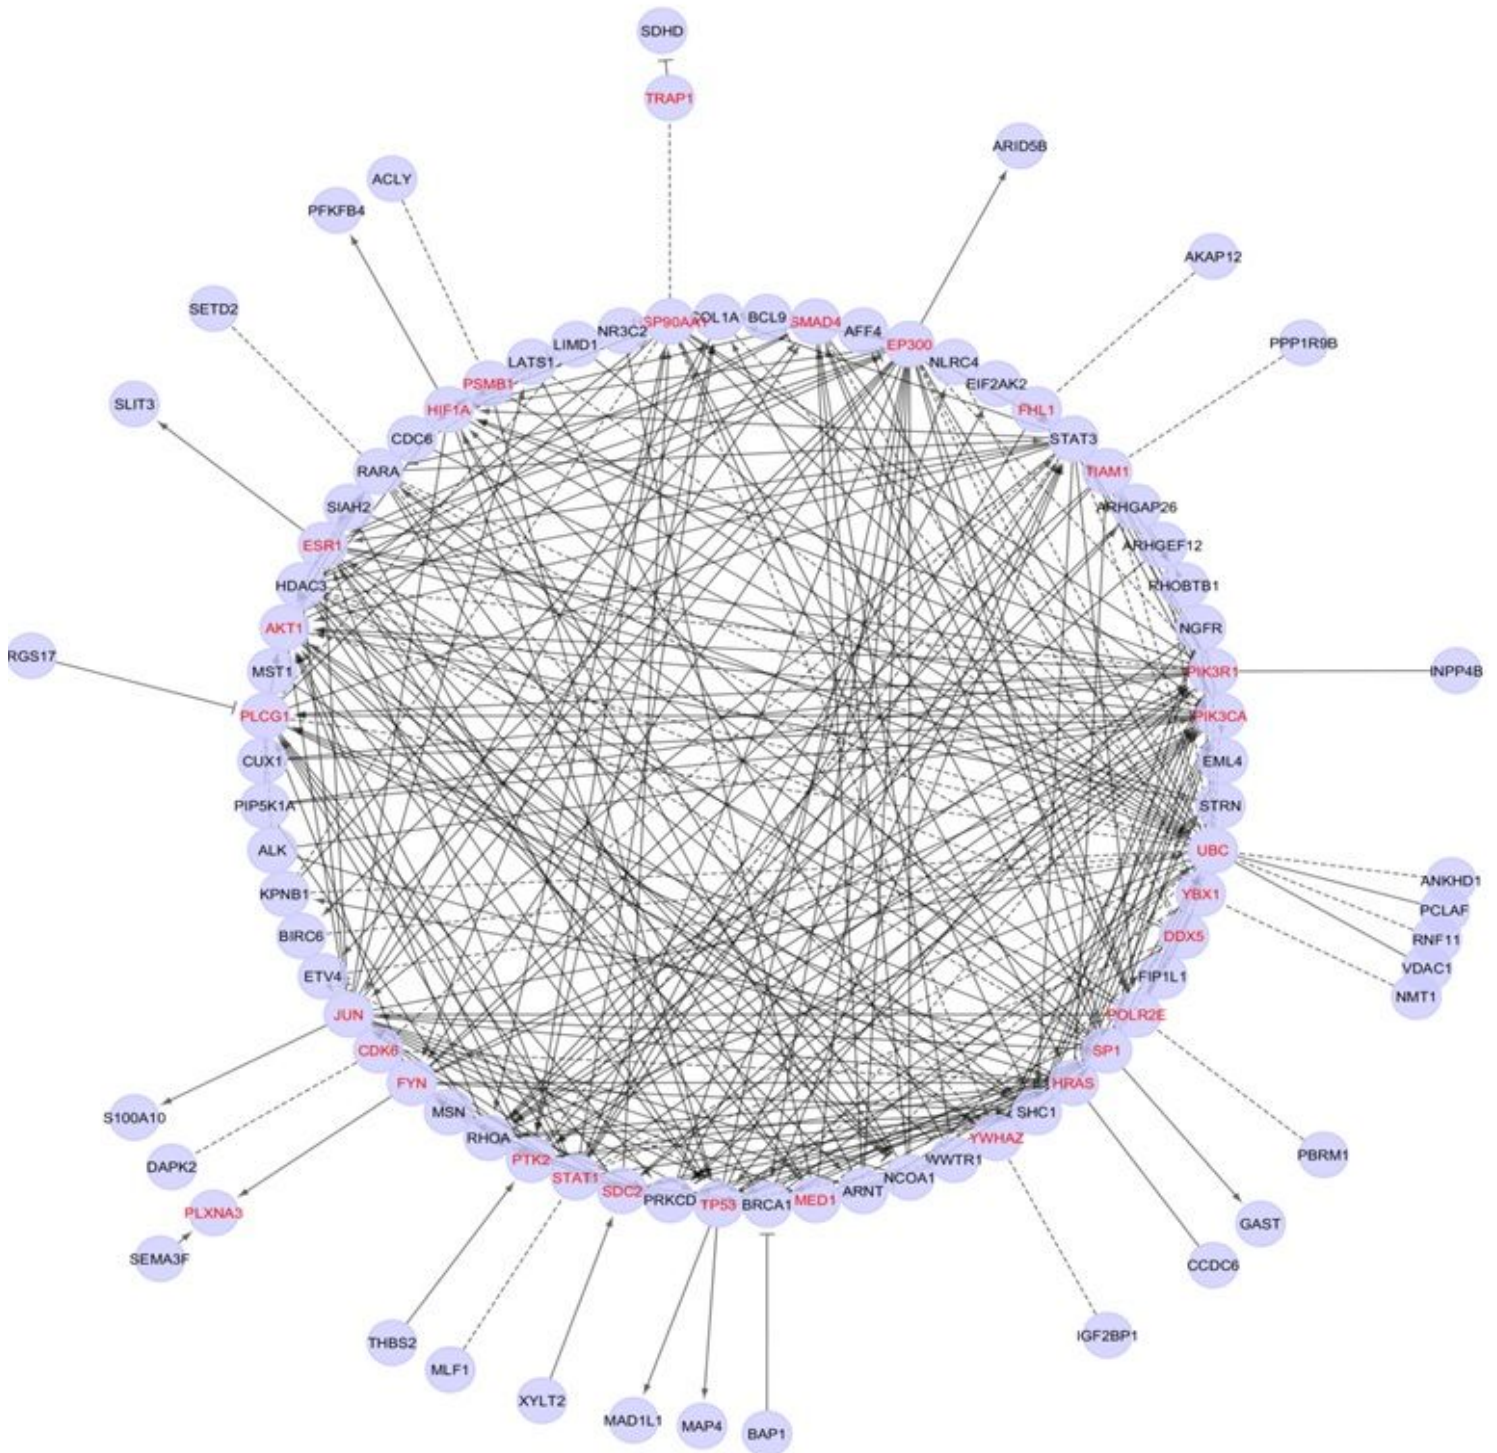 SDHD
TRAP1
ARID5B
ACLY
PFKFB4
AKAP12
SETD2
PPP1R9B
SLIT3
RGS17
INPP4B
NR3C2
SP90AA1
COL1A
BCL9
SMAD4
AFF4
EP300
NLRC4
EIF2AK2
FHL1
STAT3
TIAM1
ARHGAP26
ARHGEF12
RHOBTB1
NGFR
PIK3R1
PIK3CA
EML4
STRN
UBC
YBX1
DDX5
FIP1L1
POLR2E
SP1
HRAS
SHC1
YWHAZ
WWTR1
NCOA1
ARNT
MED1
BRCA1
TP53
PRKCD
SDC2
STAT1
PTK2
RHOA
MSN
FYN
CDK6
JUN
ETV4
BIRC6
KPNB1
ALK
PIP5K1A
CUX1
PLCG1
MST1
AKT1
HDAC3
ESR1
SIAH2
RARA
CDC6
HIF1A
PSMB1
LATS1
LIMD1
ANKHD1
PCLAF
RNF11
VDAC1
NMT1
S100A10
DAPK2
PBRM1
PLXNA3
GAST
SEMA3F
CCDC6
IGF2BP1
THBS2
MLF1
XYLT2
MAD1L1
MAP4
BAP1